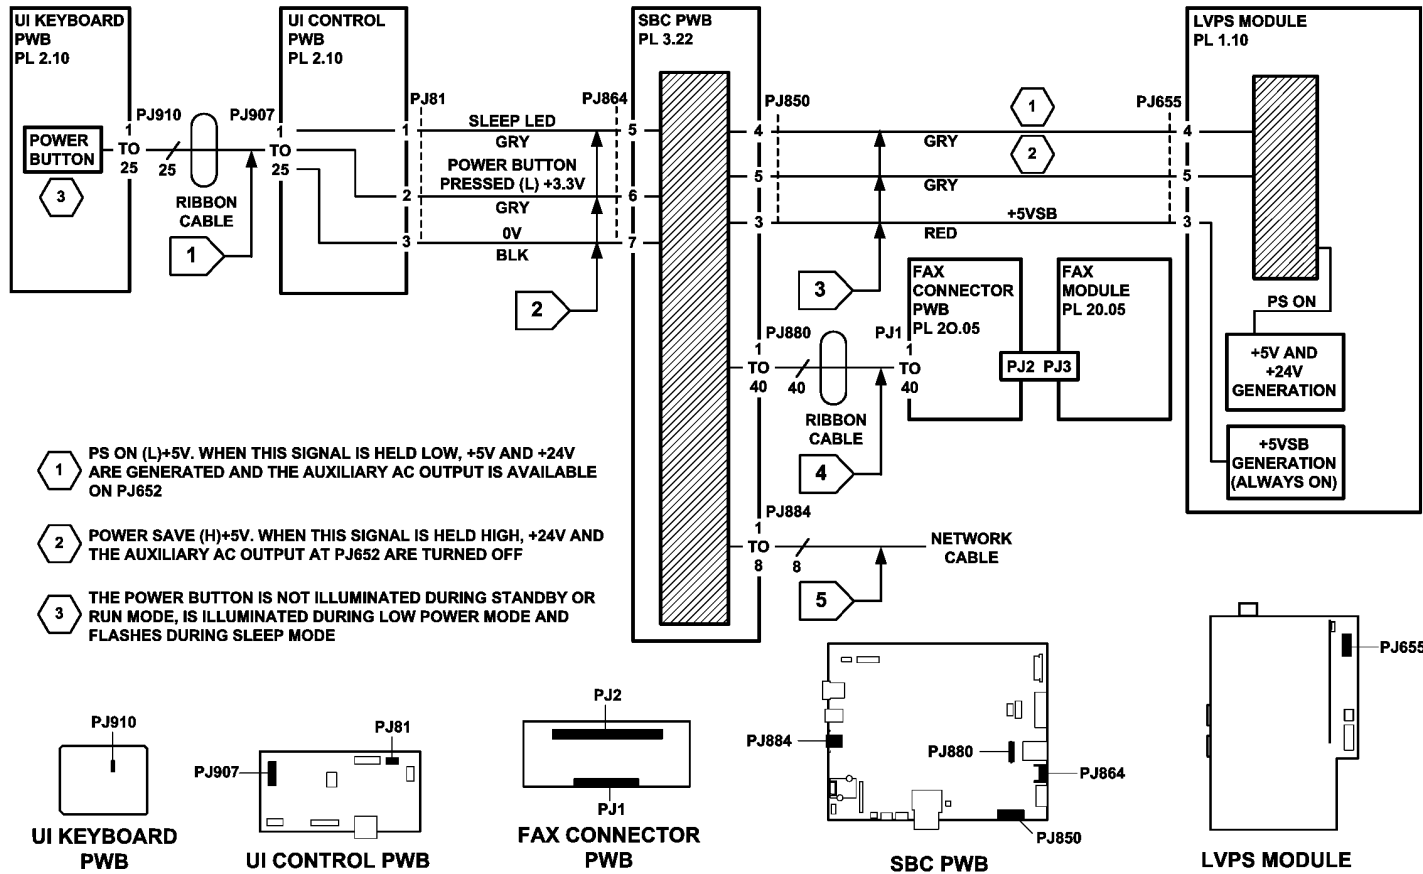 UI KEYBOARD
PWB
PL 2.10
UI CONTROL
PWB
PL 2.10
SBC PWB
PL 3.22
LVPS MODULE
PL 1.10
POWER
BUTTON
3
PJ910
1
TO
25
25
RIBBON
CABLE
1
PJ907
1
TO
25
PJ81
1
2
3
SLEEP LED
GRY
POWER BUTTON
PRESSED (L) +3.3V
GRY
0V
BLK
2
PJ864
5
6
7
PJ850
4
5
3
1
GRY
2
GRY
+5VSB
RED
3
PJ655
4
5
3
PS ON
+5V AND
+24V
GENERATION
+5VSB
GENERATION
(ALWAYS ON)
FAX
CONNECTOR
PWB
PL 2O.05
FAX
MODULE
PL 20.05
PJ2 PJ3
PJ880
1
TO
40
40
RIBBON
CABLE
4
PJ1
1
TO
40
PJ884
1
TO
8
8
5
NETWORK
CABLE
1
PS ON (L)+5V. WHEN THIS SIGNAL IS HELD LOW, +5V AND +24V
ARE GENERATED AND THE AUXILIARY AC OUTPUT IS AVAILABLE
ON PJ652
2
POWER SAVE (H)+5V. WHEN THIS SIGNAL IS HELD HIGH, +24V AND
THE AUXILIARY AC OUTPUT AT PJ652 ARE TURNED OFF
3
THE POWER BUTTON IS NOT ILLUMINATED DURING STANDBY OR
RUN MODE, IS ILLUMINATED DURING LOW POWER MODE AND
FLASHES DURING SLEEP MODE
PJ910
UI KEYBOARD
PWB
PJ907
PJ81
UI CONTROL PWB
PJ2
PJ1
FAX CONNECTOR
PWB
PJ884
PJ880
PJ864
PJ850
SBC PWB
PJ655
LVPS MODULE